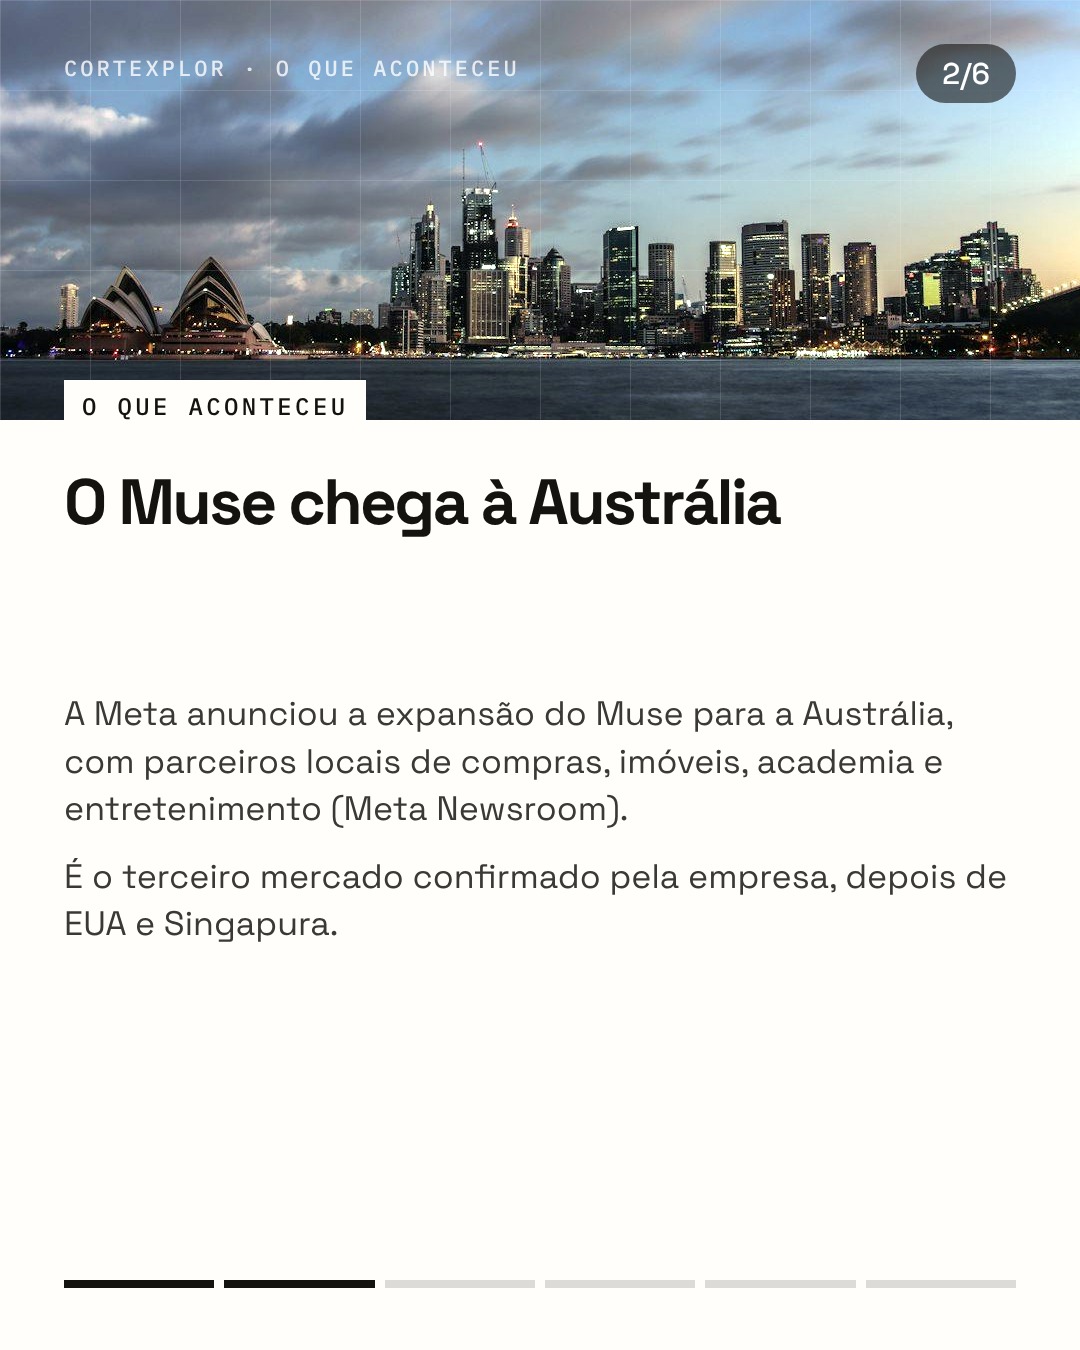 CORTEXPLOR · O QUE ACONTECEU
2/6
O QUE ACONTECEU
O Muse chega à Austrália
A Meta anunciou a expansão do Muse para a Austrália,
com parceiros locais de compras, imóveis, academia e
entretenimento (Meta Newsroom).
É o terceiro mercado confirmado pela empresa, depois de
EUA e Singapura.